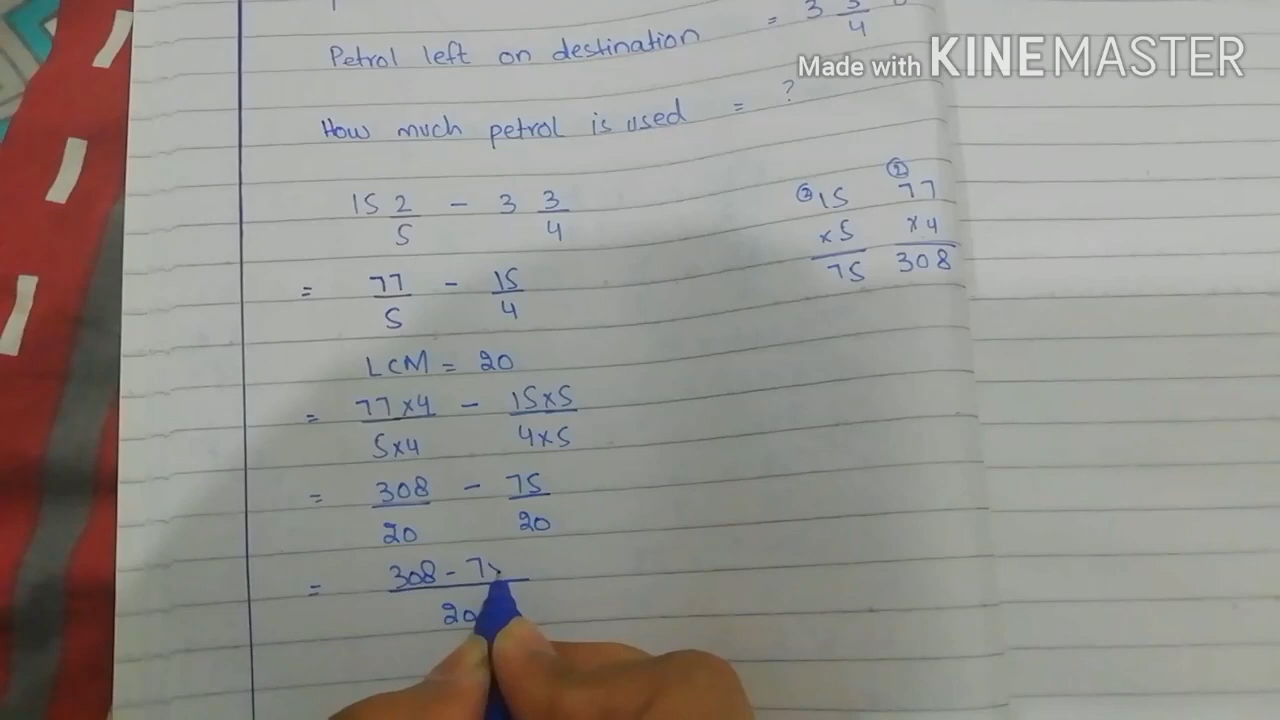 = 3 3/4
Petrol left on destination
Made with KINEMASTER
How much petrol is used = ?
15 2/5 - 3 3/4
② 15 77
×5 ×4
75 308
= 77/5 - 15/4
LCM = 20
= 77×4/5×4 - 15×5/4×5
= 308/20 - 75/20
= 308 - 7 /20